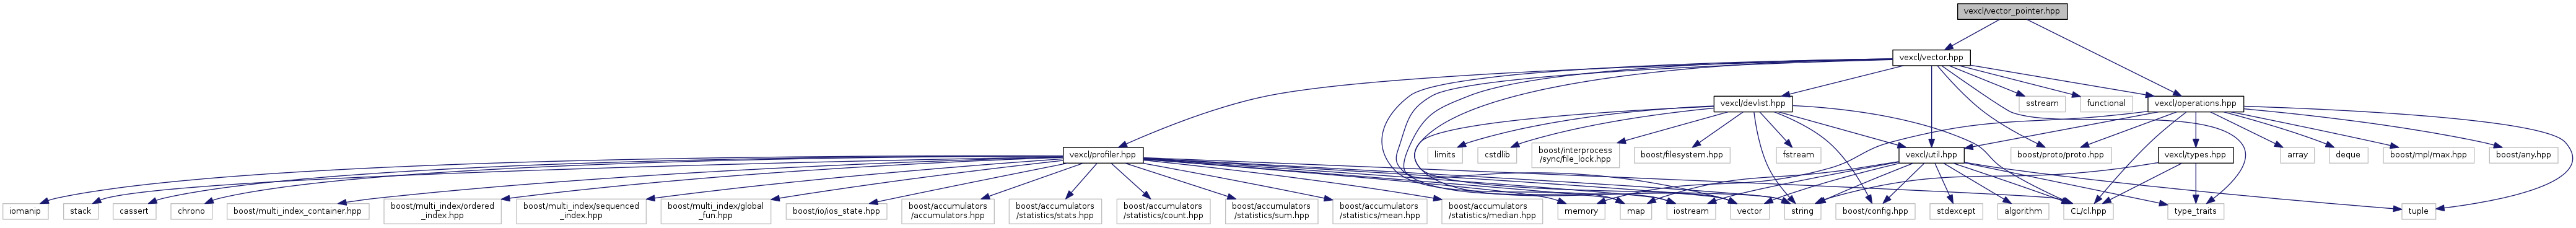 vexcl/vector_pointer.hpp
vexcl/vector.hpp
vexcl/devlist.hpp
sstream
functional
vexcl/operations.hpp
vexcl/profiler.hpp
limits
cstdlib
boost/interprocess
/sync/file_lock.hpp
boost/filesystem.hpp
fstream
vexcl/util.hpp
boost/proto/proto.hpp
vexcl/types.hpp
array
deque
boost/mpl/max.hpp
boost/any.hpp
iomanip
stack
cassert
chrono
boost/multi_index_container.hpp
boost/multi_index/ordered
_index.hpp
boost/multi_index/sequenced
_index.hpp
boost/multi_index/global
_fun.hpp
boost/io/ios_state.hpp
boost/accumulators
/accumulators.hpp
boost/accumulators
/statistics/stats.hpp
boost/accumulators
/statistics/count.hpp
boost/accumulators
/statistics/sum.hpp
boost/accumulators
/statistics/mean.hpp
boost/accumulators
/statistics/median.hpp
memory
map
iostream
vector
string
boost/config.hpp
stdexcept
algorithm
CL/cl.hpp
type_traits
tuple